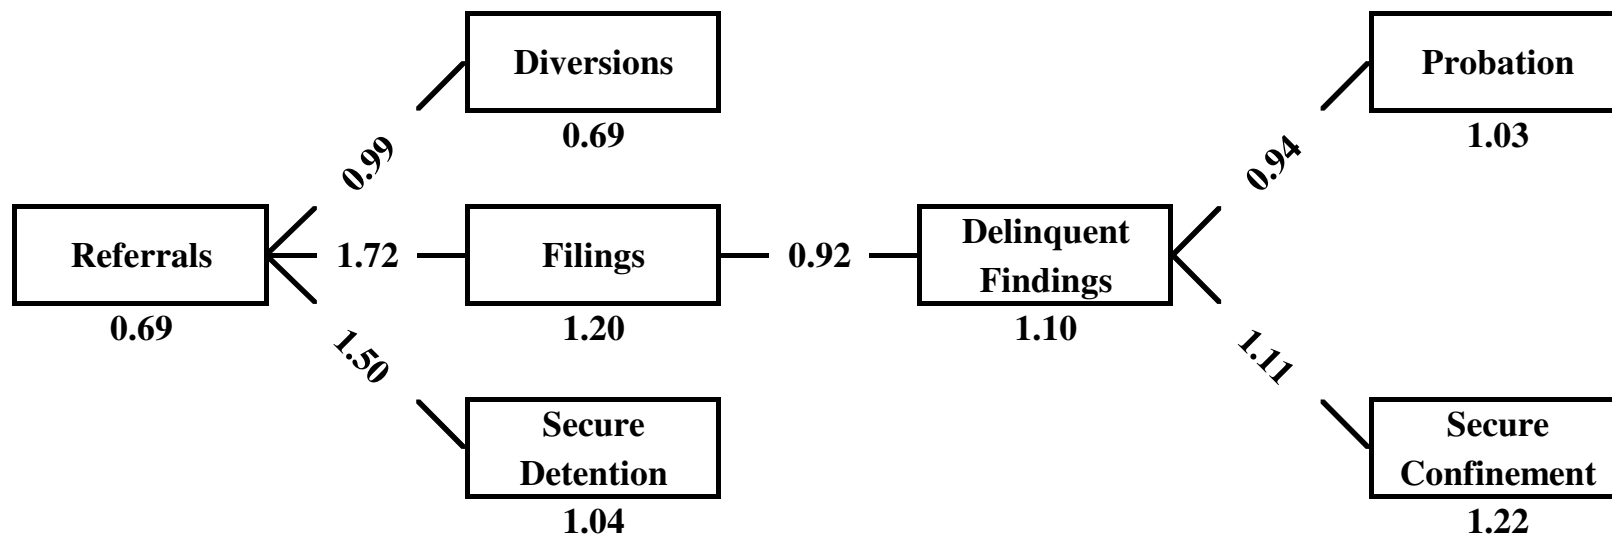 Diversions
0.69
Probation
1.03
0.99
0.94
Referrals
0.69
1.72
Filings
1.20
0.92
Delinquent
Findings
1.10
1.50
1.11
Secure
Detention
1.04
Secure
Confinement
1.22